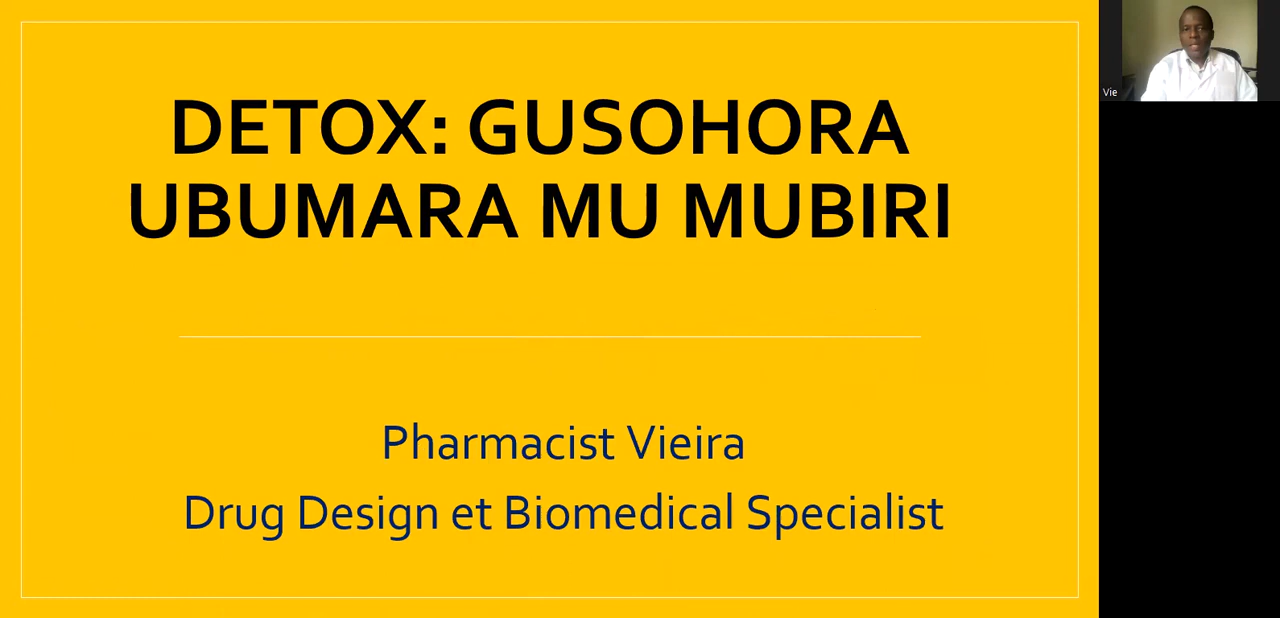 DETOX: GUSOHORA
UBUMARA MU MUBIRI
Pharmacist Vieira
Drug Design et Biomedical Specialist
Vie